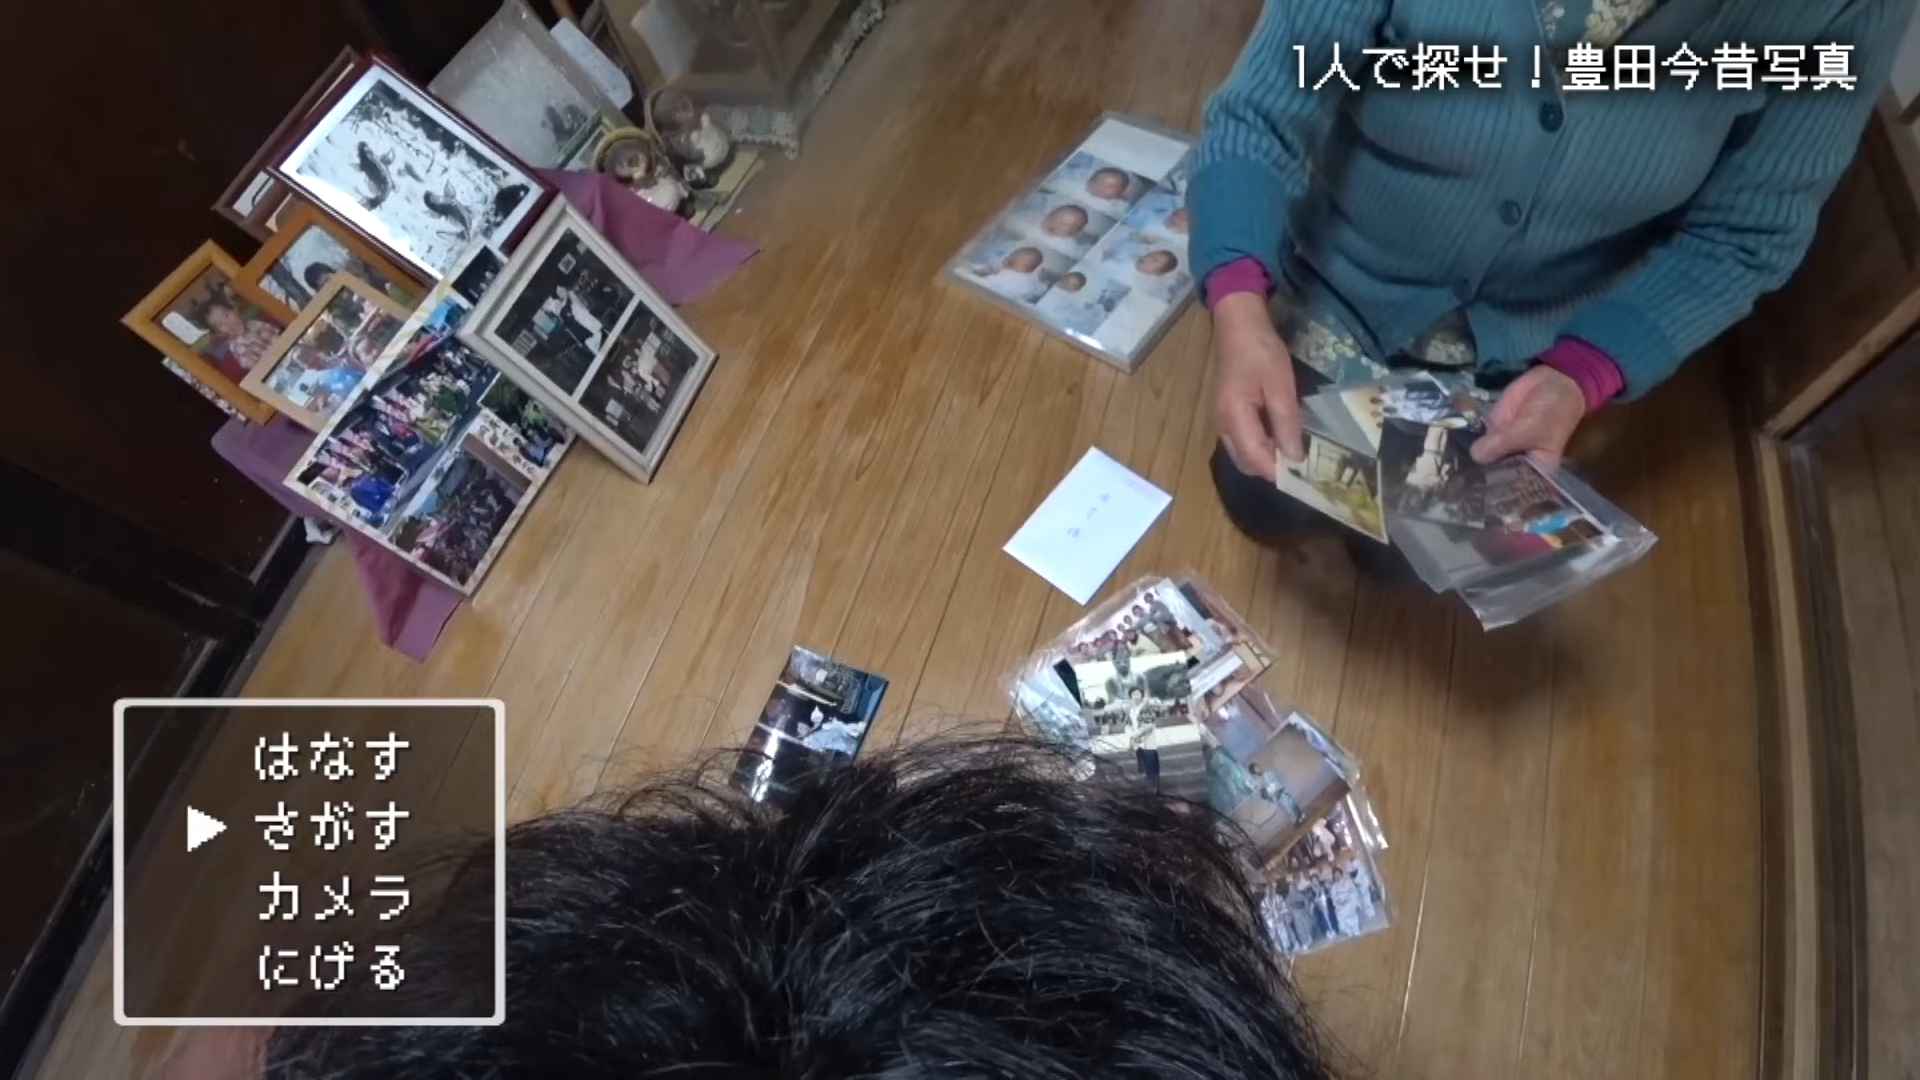 1人で探せ！豊田今昔写真
はなす
▶さがす
カメラ
にげる